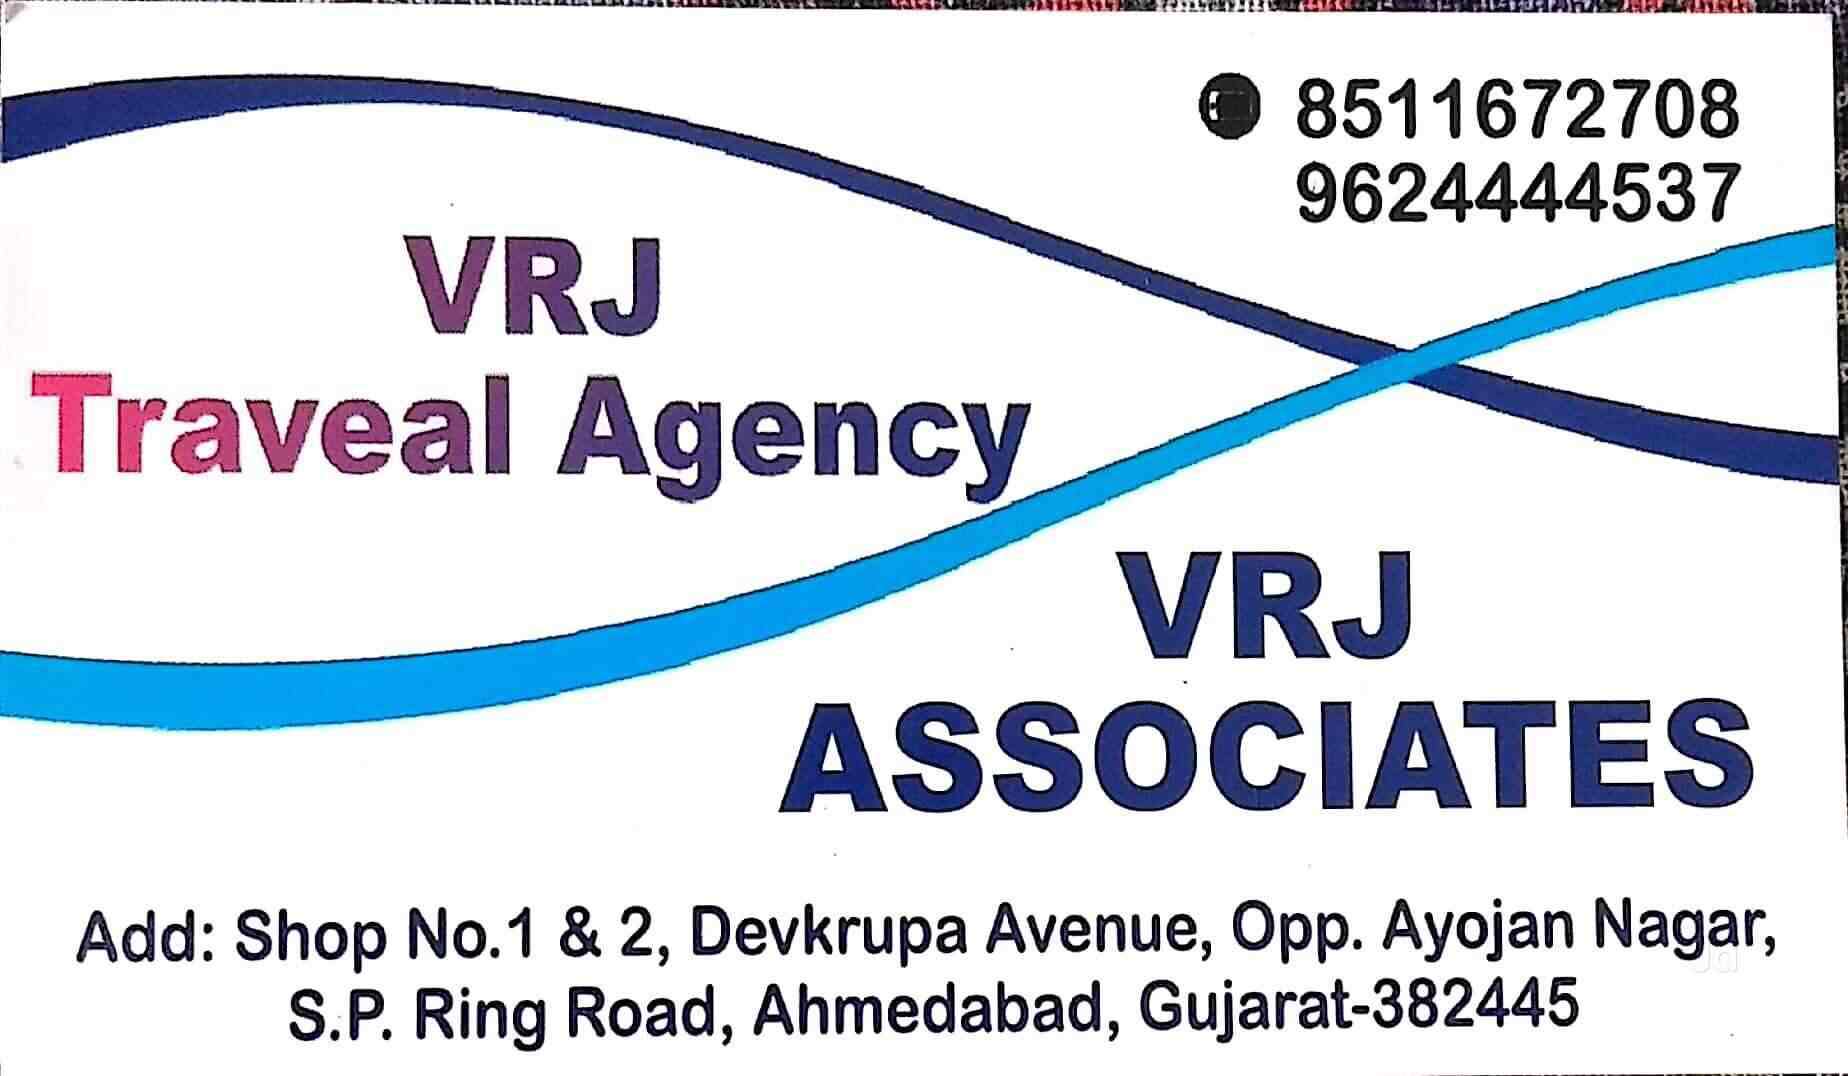 8511672708
9624444537
VRJ
Traveal Agency
VRJ
ASSOCIATES
Add: Shop No.1 & 2, Devkrupa Avenue, Opp. Ayojan Nagar,
S.P. Ring Road, Ahmedabad, Gujarat-382445